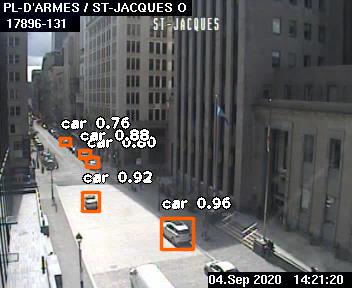 PL-D'ARMES / ST-JACQUES O
17896-131
ST-JACQUES
car 0.76
car 0.88
car 0.60
car 0.92
car 0.96
04.Sep 2020 14:21:20